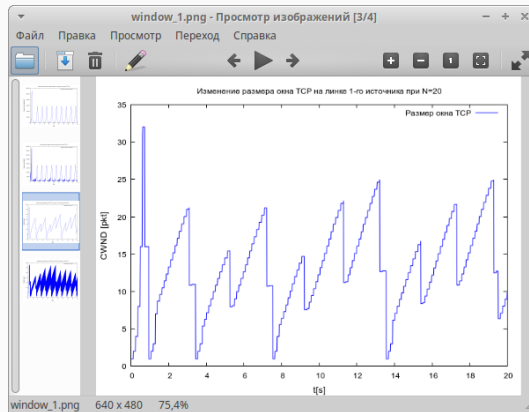 window_1.png - Просмотр изображений [3/4]
Файл Правка Просмотр Переход Справка
Изменение размера окна TCP на линке 1-го источника при N=20
Размер окна TCP
CWND [pkt]
35
30
25
20
15
10
5
0
0 2 4 6 8 10 12 14 16 18 20
t[s]
window_1.png 640 x 480 75,4%